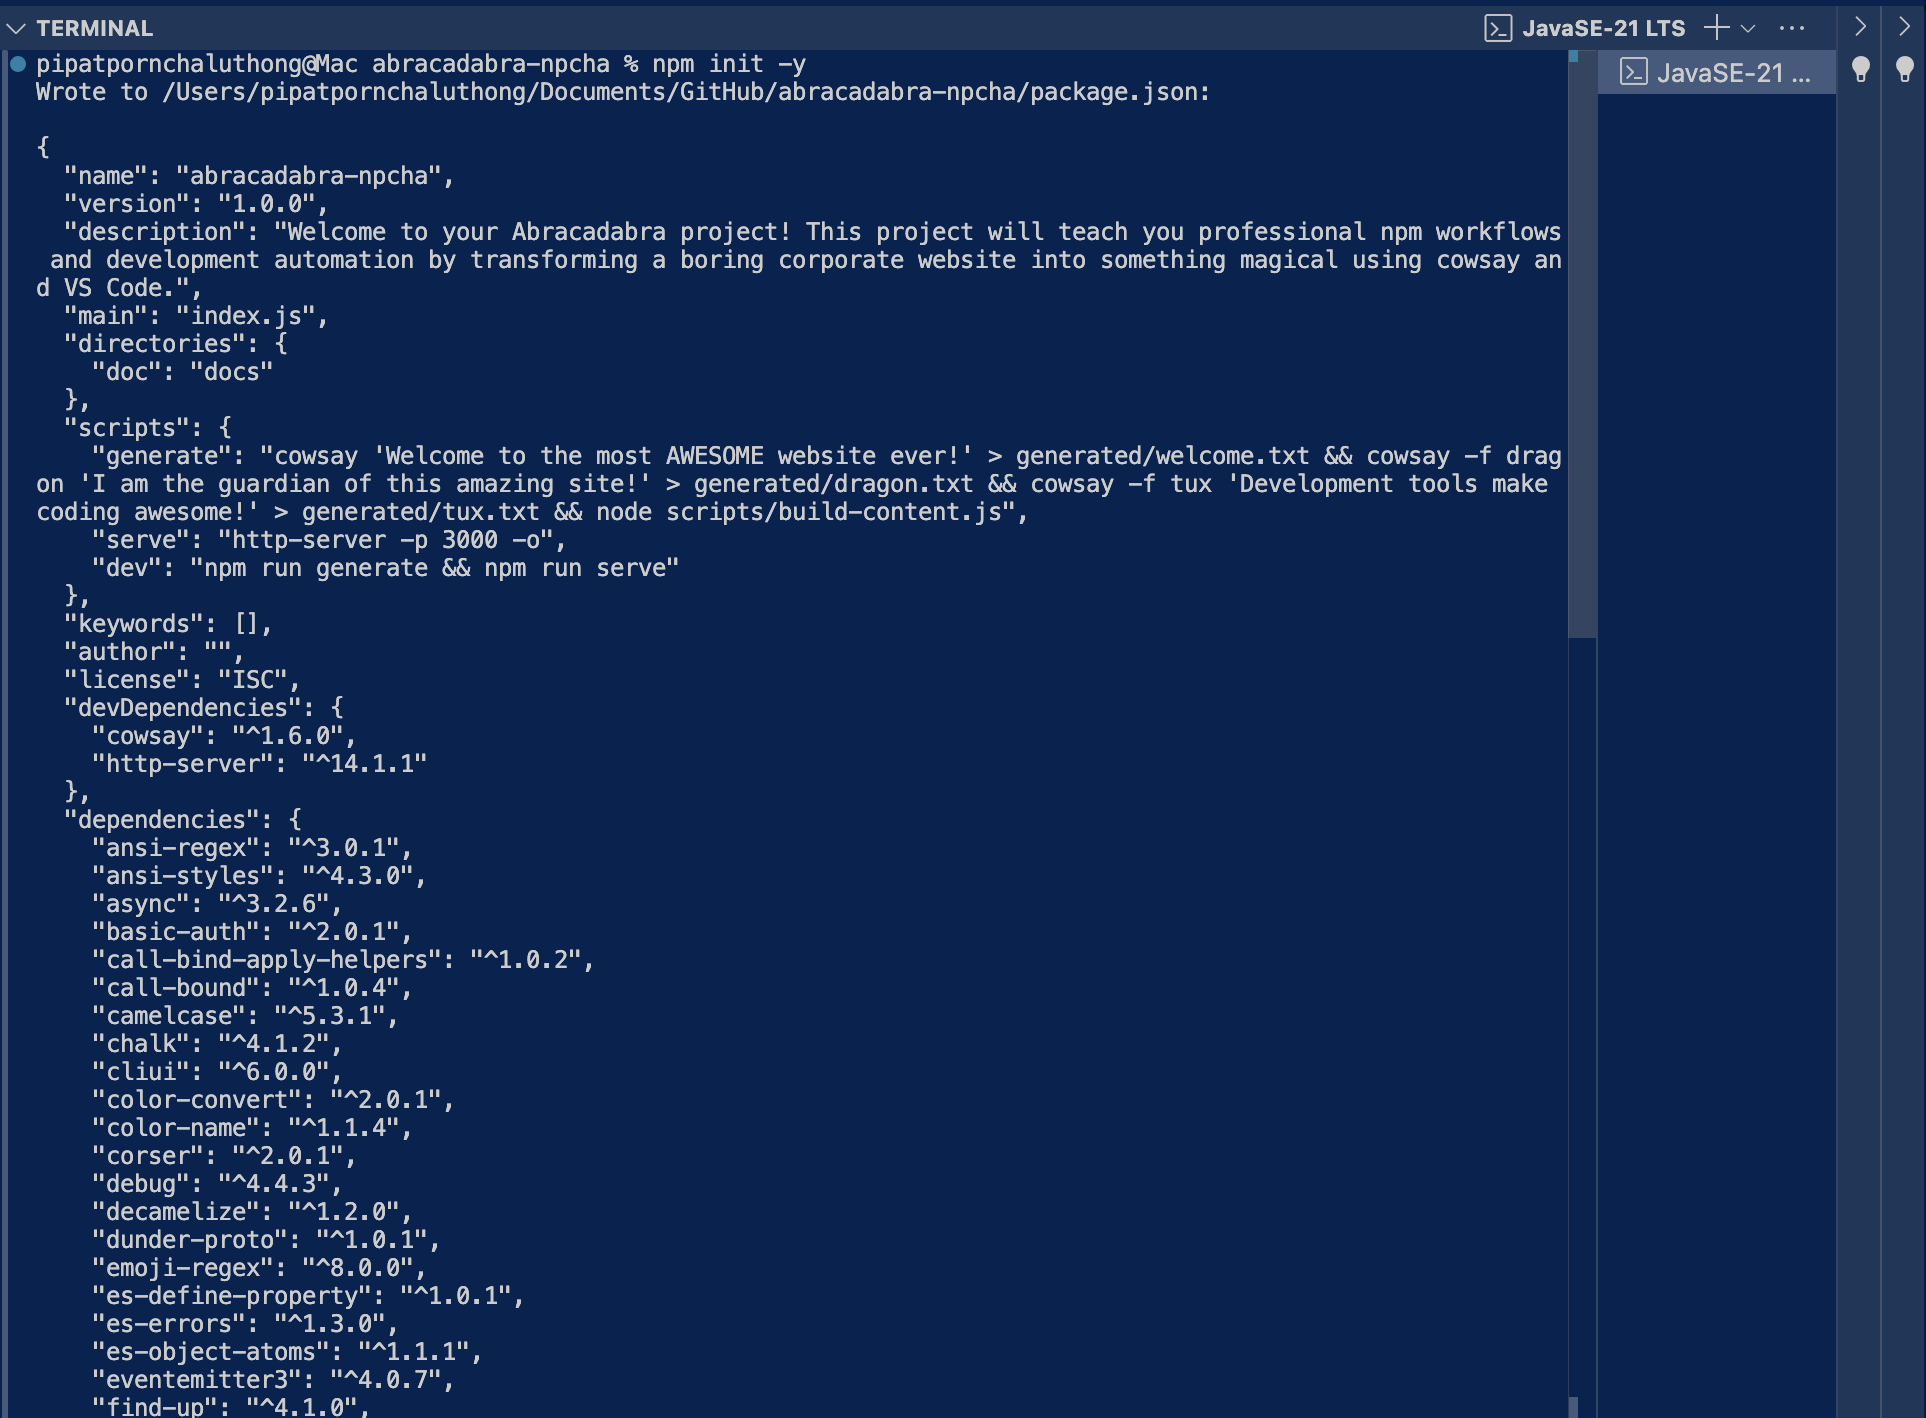 TERMINAL
JavaSE-21 LTS
JavaSE-21 ...
pipatpornchaluthong@Mac abracadabra-npcha % npm init -y
Wrote to /Users/pipatpornchaluthong/Documents/GitHub/abracadabra-npcha/package.json:
{
"name": "abracadabra-npcha",
"version": "1.0.0",
"description": "Welcome to your Abracadabra project! This project will teach you professional npm workflows
and development automation by transforming a boring corporate website into something magical using cowsay an
d VS Code.",
"main": "index.js",
"directories": {
"doc": "docs"
},
"scripts": {
"generate": "cowsay 'Welcome to the most AWESOME website ever!' > generated/welcome.txt && cowsay -f drag
on 'I am the guardian of this amazing site!' > generated/dragon.txt && cowsay -f tux 'Development tools make
coding awesome!' > generated/tux.txt && node scripts/build-content.js",
"serve": "http-server -p 3000 -o",
"dev": "npm run generate && npm run serve"
},
"keywords": [],
"author": "",
"license": "ISC",
"devDependencies": {
"cowsay": "^1.6.0",
"http-server": "^14.1.1"
},
"dependencies": {
"ansi-regex": "^3.0.1",
"ansi-styles": "^4.3.0",
"async": "^3.2.6",
"basic-auth": "^2.0.1",
"call-bind-apply-helpers": "^1.0.2",
"call-bound": "^1.0.4",
"camelcase": "^5.3.1",
"chalk": "^4.1.2",
"cliui": "^6.0.0",
"color-convert": "^2.0.1",
"color-name": "^1.1.4",
"corser": "^2.0.1",
"debug": "^4.4.3",
"decamelize": "^1.2.0",
"dunder-proto": "^1.0.1",
"emoji-regex": "^8.0.0",
"es-define-property": "^1.0.1",
"es-errors": "^1.3.0",
"es-object-atoms": "^1.1.1",
"eventemitter3": "^4.0.7",
"find-up": "^4.1.0",